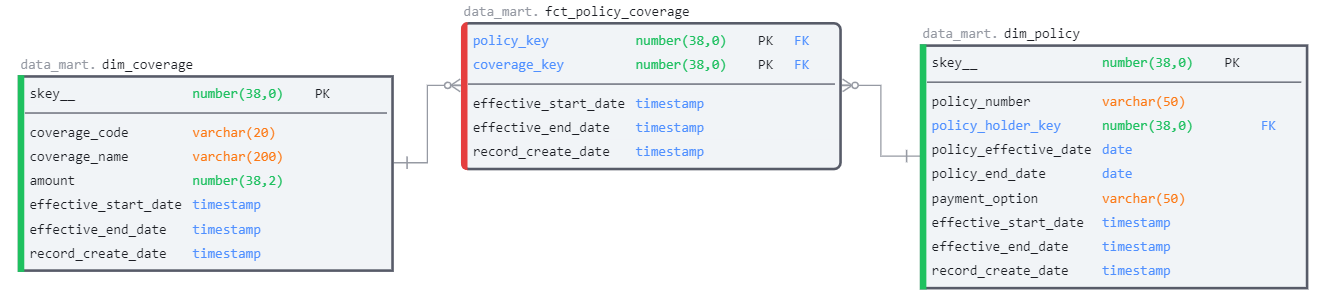 data_mart. dim_coverage
skey__ number(38,0) PK
coverage_code varchar(20)
coverage_name varchar(200)
amount number(38,2)
effective_start_date timestamp
effective_end_date timestamp
record_create_date timestamp
data_mart. fct_policy_coverage
policy_key number(38,0) PK FK
coverage_key number(38,0) PK FK
effective_start_date timestamp
effective_end_date timestamp
record_create_date timestamp
data_mart. dim_policy
skey__ number(38,0) PK
policy_number varchar(50)
policy_holder_key number(38,0) FK
policy_effective_date date
policy_end_date date
payment_option varchar(50)
effective_start_date timestamp
effective_end_date timestamp
record_create_date timestamp